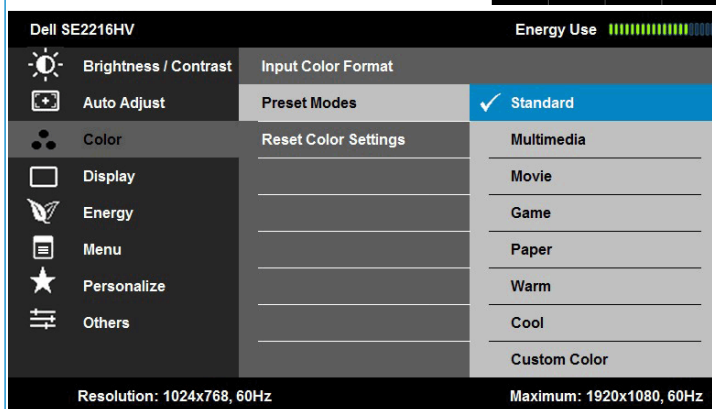 Dell SE2216HV Energy Use
Brightness / Contrast Input Color Format
Auto Adjust Preset Modes Standard
Color Reset Color Settings Multimedia
Display Movie
Energy Game
Menu Paper
Personalize Warm
Others Cool
Custom Color
Resolution: 1024x768, 60Hz Maximum: 1920x1080, 60Hz